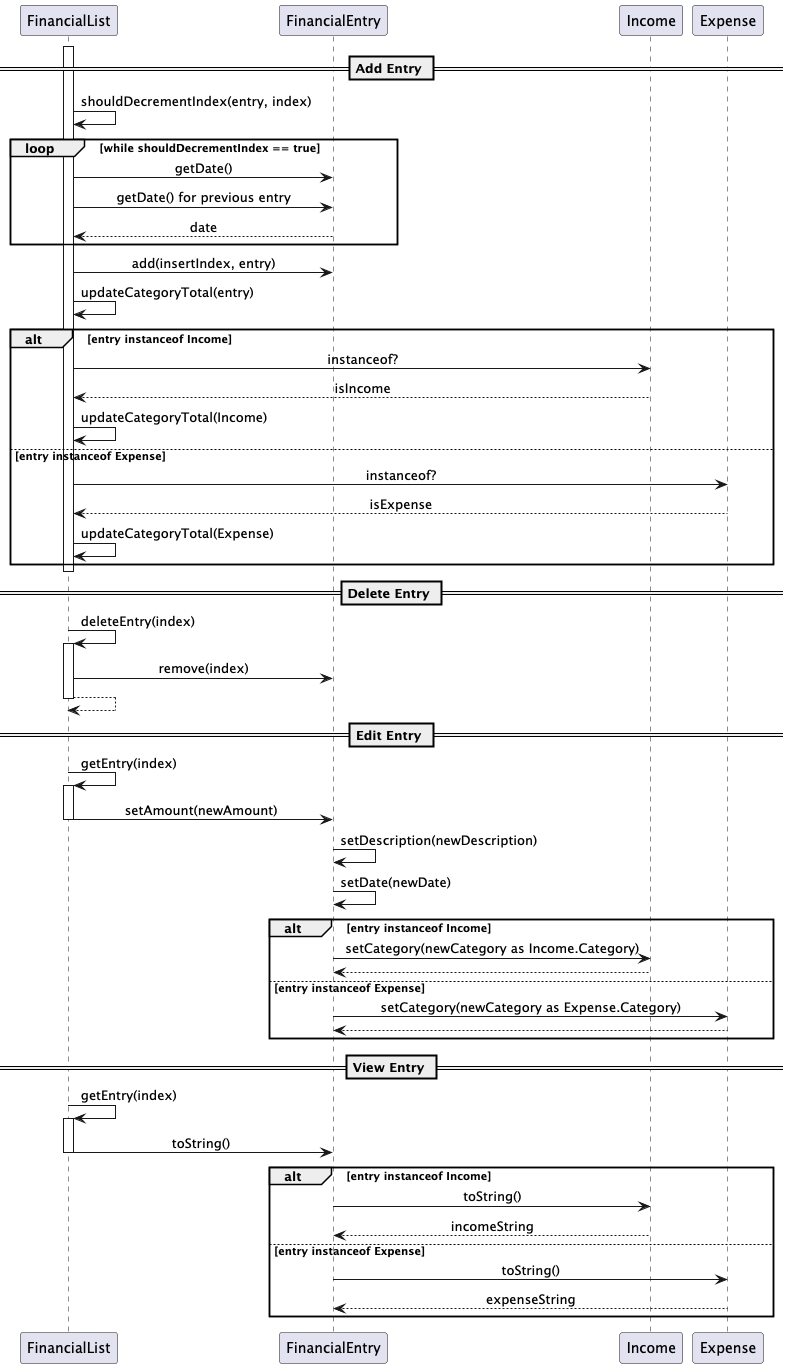 FinancialList FinancialEntry Income Expense
Add Entry
shouldDecrementIndex(entry, index)
loop [while shouldDecrementIndex == true]
getDate()
getDate() for previous entry
date
add(insertIndex, entry)
updateCategoryTotal(entry)
alt [entry instanceof Income]
instanceof?
isIncome
updateCategoryTotal(Income)
[entry instanceof Expense]
instanceof?
isExpense
updateCategoryTotal(Expense)
Delete Entry
deleteEntry(index)
remove(index)
Edit Entry
getEntry(index)
setAmount(newAmount)
setDescription(newDescription)
setDate(newDate)
alt [entry instanceof Income]
setCategory(newCategory as Income.Category)
[entry instanceof Expense]
setCategory(newCategory as Expense.Category)
View Entry
getEntry(index)
toString()
alt [entry instanceof Income]
toString()
incomeString
[entry instanceof Expense]
toString()
expenseString
FinancialList FinancialEntry Income Expense